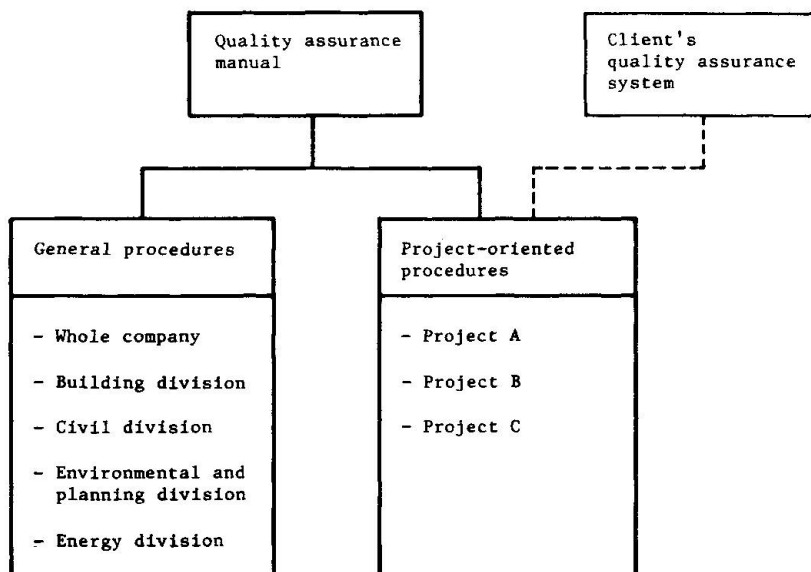 Quality assurance
manual
Client's
quality assurance
system
General procedures
- Whole company
- Building division
- Civil division
- Environmental and
planning division
- Energy division
Project-oriented
procedures
- Project A
- Project B
- Project C